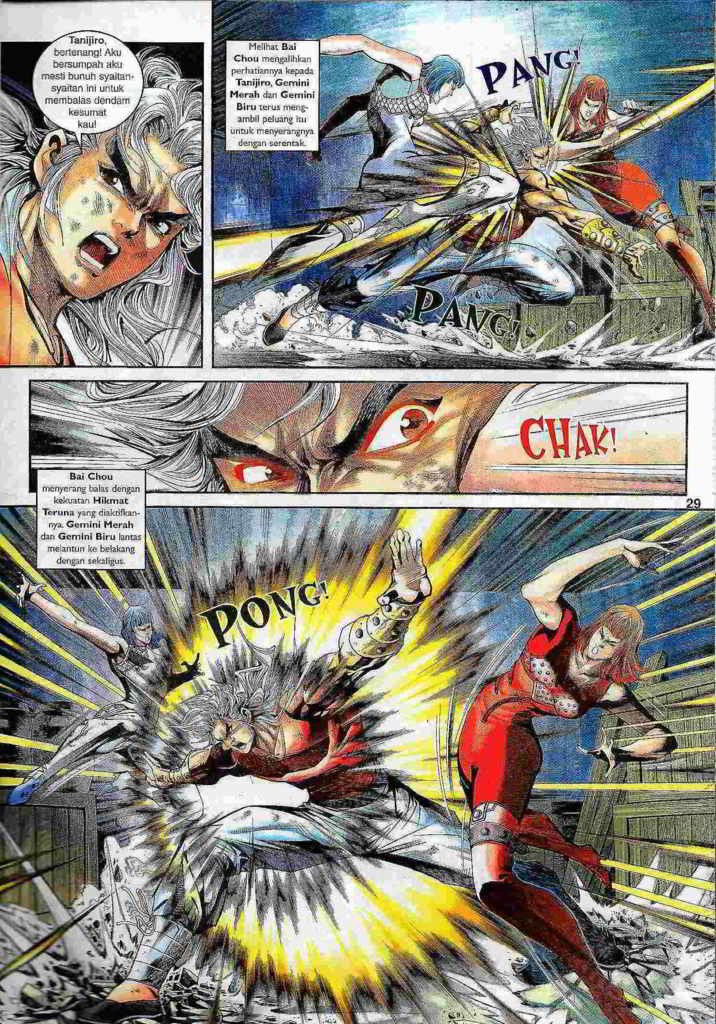 Tanijiro,
bertenang! Aku
bersumpah aku
mesti bunuh syaitan-
syaitan ini untuk
membalas dendam
kesumat
kau!
Melihat Bai
Chou mengalihkan
perhatiannya kepada
Tanijiro, Gemini
Merah dan Gemini
Biru terus meng-
ambil peluang itu
untuk menyerangnya
dengan serentak.
PANG!
PANG!
CHAK!
29
Bai Chou
menyerang balas dengan
kekuatan Hikmat
Teruna yang diaktifkan-
nya. Gemini Merah
dan Gemini Biru lantas
melantun ke belakang
dengan sekaligus.
PONG!